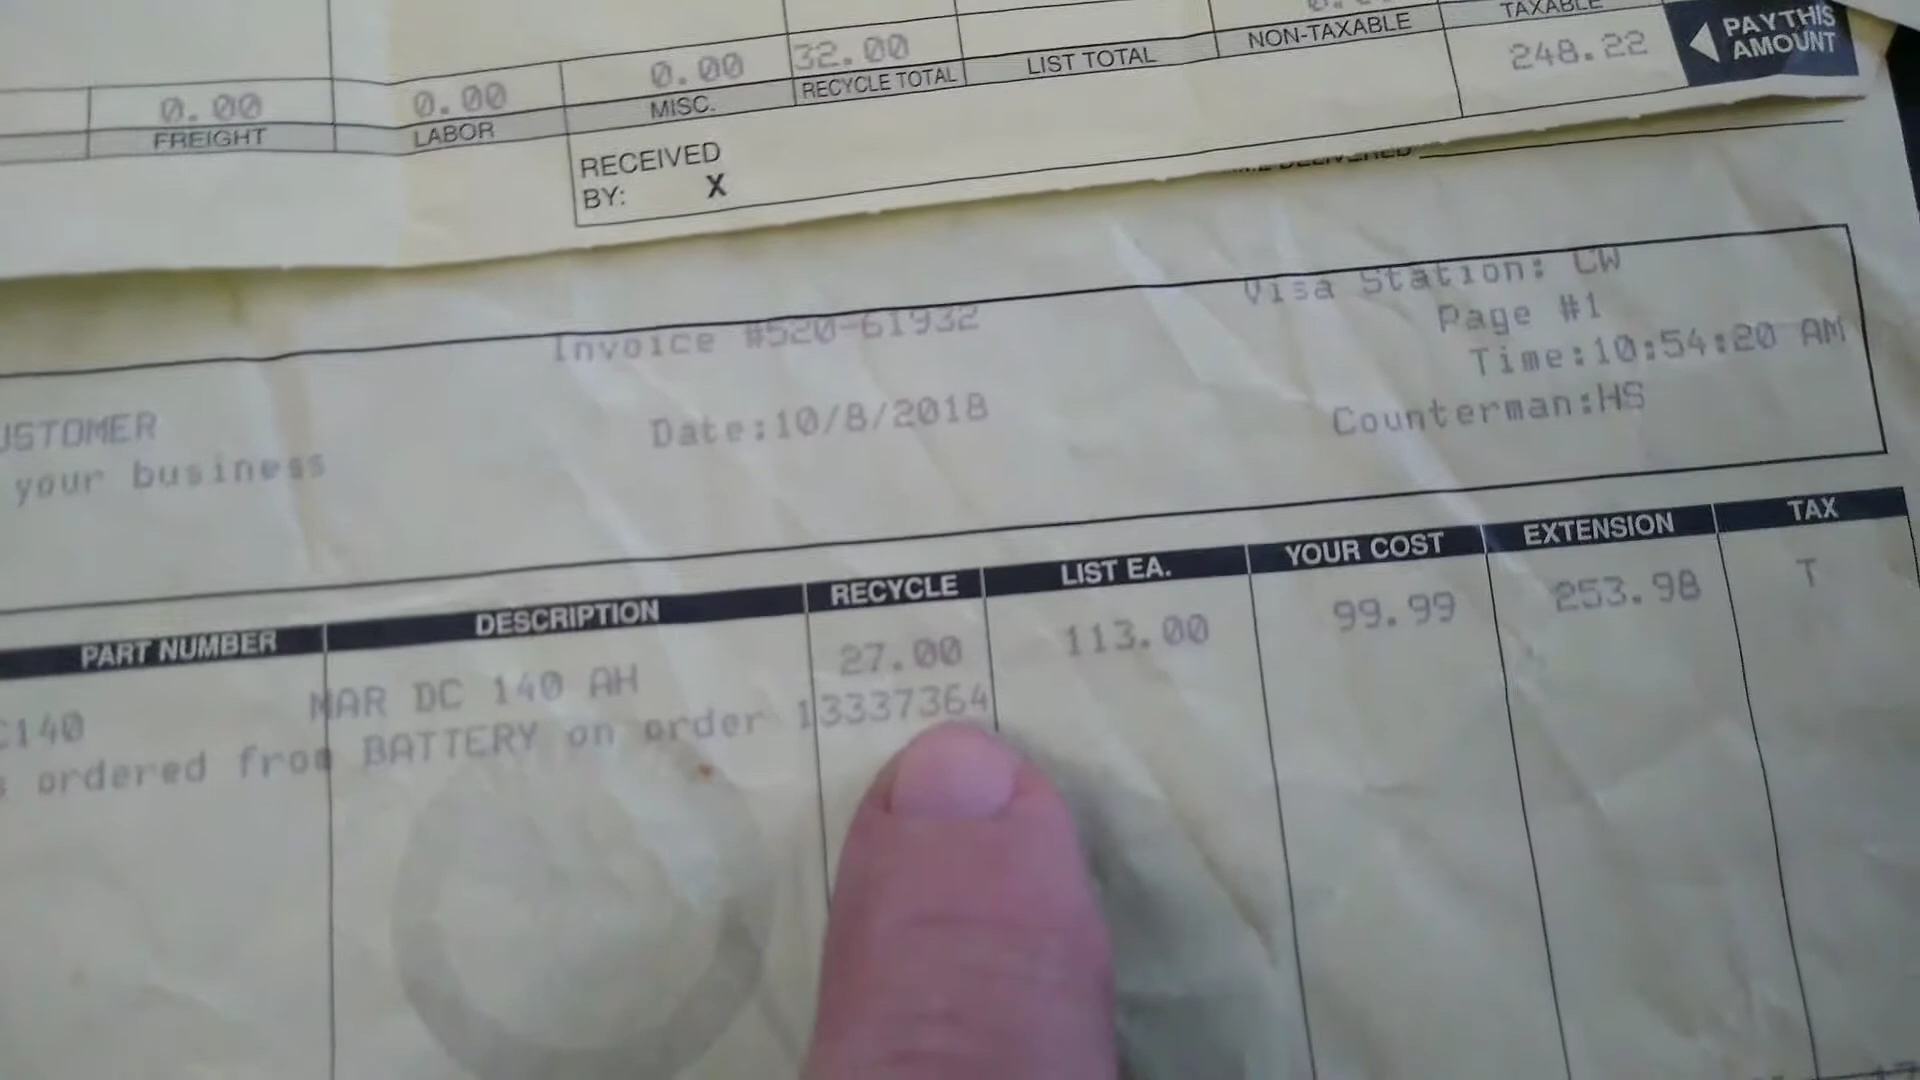 0.00 0.00 0.00 32.00 TAXABLE
FREIGHT LABOR MISC. RECYCLE TOTAL LIST TOTAL NON-TAXABLE 248.22 PAY THIS AMOUNT
RECEIVED
BY: X
Invoice #520-61932 Visa Station: CW
Page #1
Time:10:54:20 AM
USTOMER Date:10/8/2018 Counterman:HS
your business
PART NUMBER DESCRIPTION RECYCLE LIST EA. YOUR COST EXTENSION TAX
C140 MAR DC 140 AH 27.00 113.00 99.99 253.98 T
s ordered from BATTERY on order 13337364